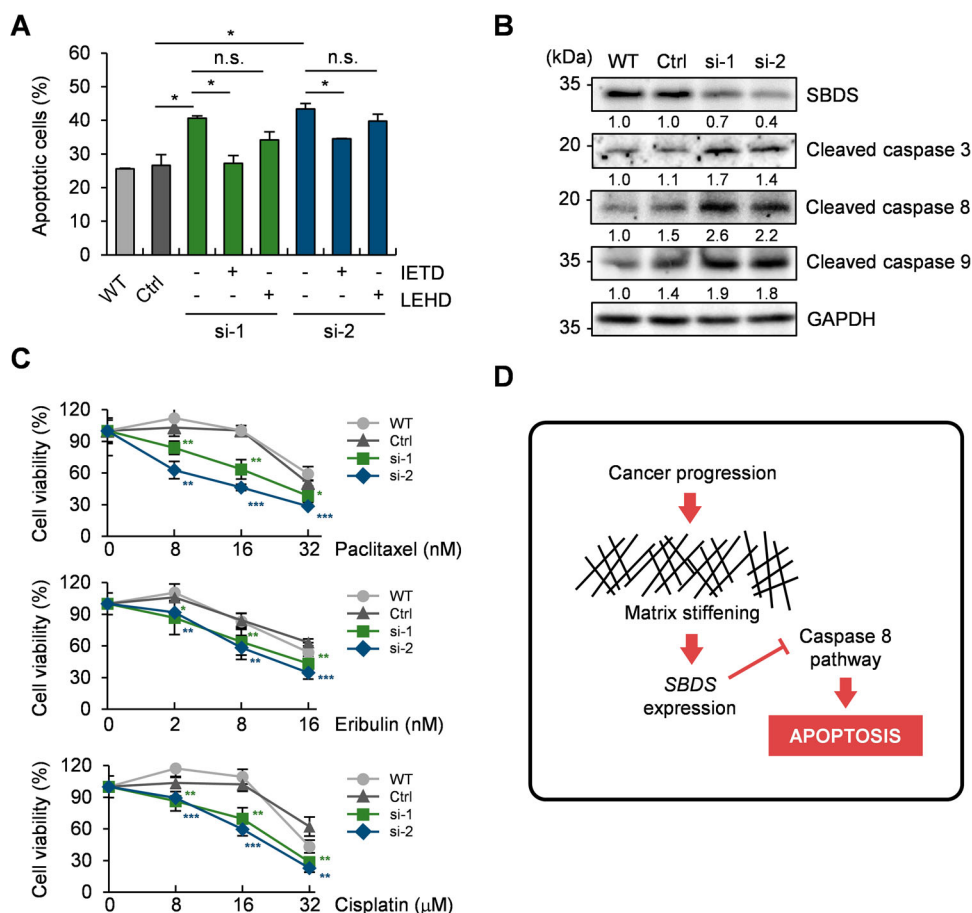 A
Apoptotic cells (%)
60
50
40
30
20
10
0
*
n.s.
n.s.
*
*
*
WT
Ctrl
- + - - + - IETD
- - + - - + LEHD
si-1
si-2
B
(kDa) WT Ctrl si-1 si-2
35 SBDS
1.0 1.0 0.7 0.4
20 Cleaved caspase 3
1.0 1.1 1.7 1.4
20 Cleaved caspase 8
1.0 1.5 2.6 2.2
35 Cleaved caspase 9
1.0 1.4 1.9 1.8
35 GAPDH
C
Cell viability (%)
120
90
60
30
0
WT
Ctrl
si-1
si-2
**
**
*
**
***
***
0 8 16 32 Paclitaxel (nM)
Cell viability (%)
120
90
60
30
0
WT
Ctrl
si-1
si-2
*
**
**
**
**
***
0 2 8 16 Eribulin (nM)
Cell viability (%)
120
90
60
30
0
WT
Ctrl
si-1
si-2
**
**
**
***
***
**
0 8 16 32 Cisplatin (μM)
D
Cancer progression
Matrix stiffening
SBDS
expression
Caspase 8
pathway
APOPTOSIS